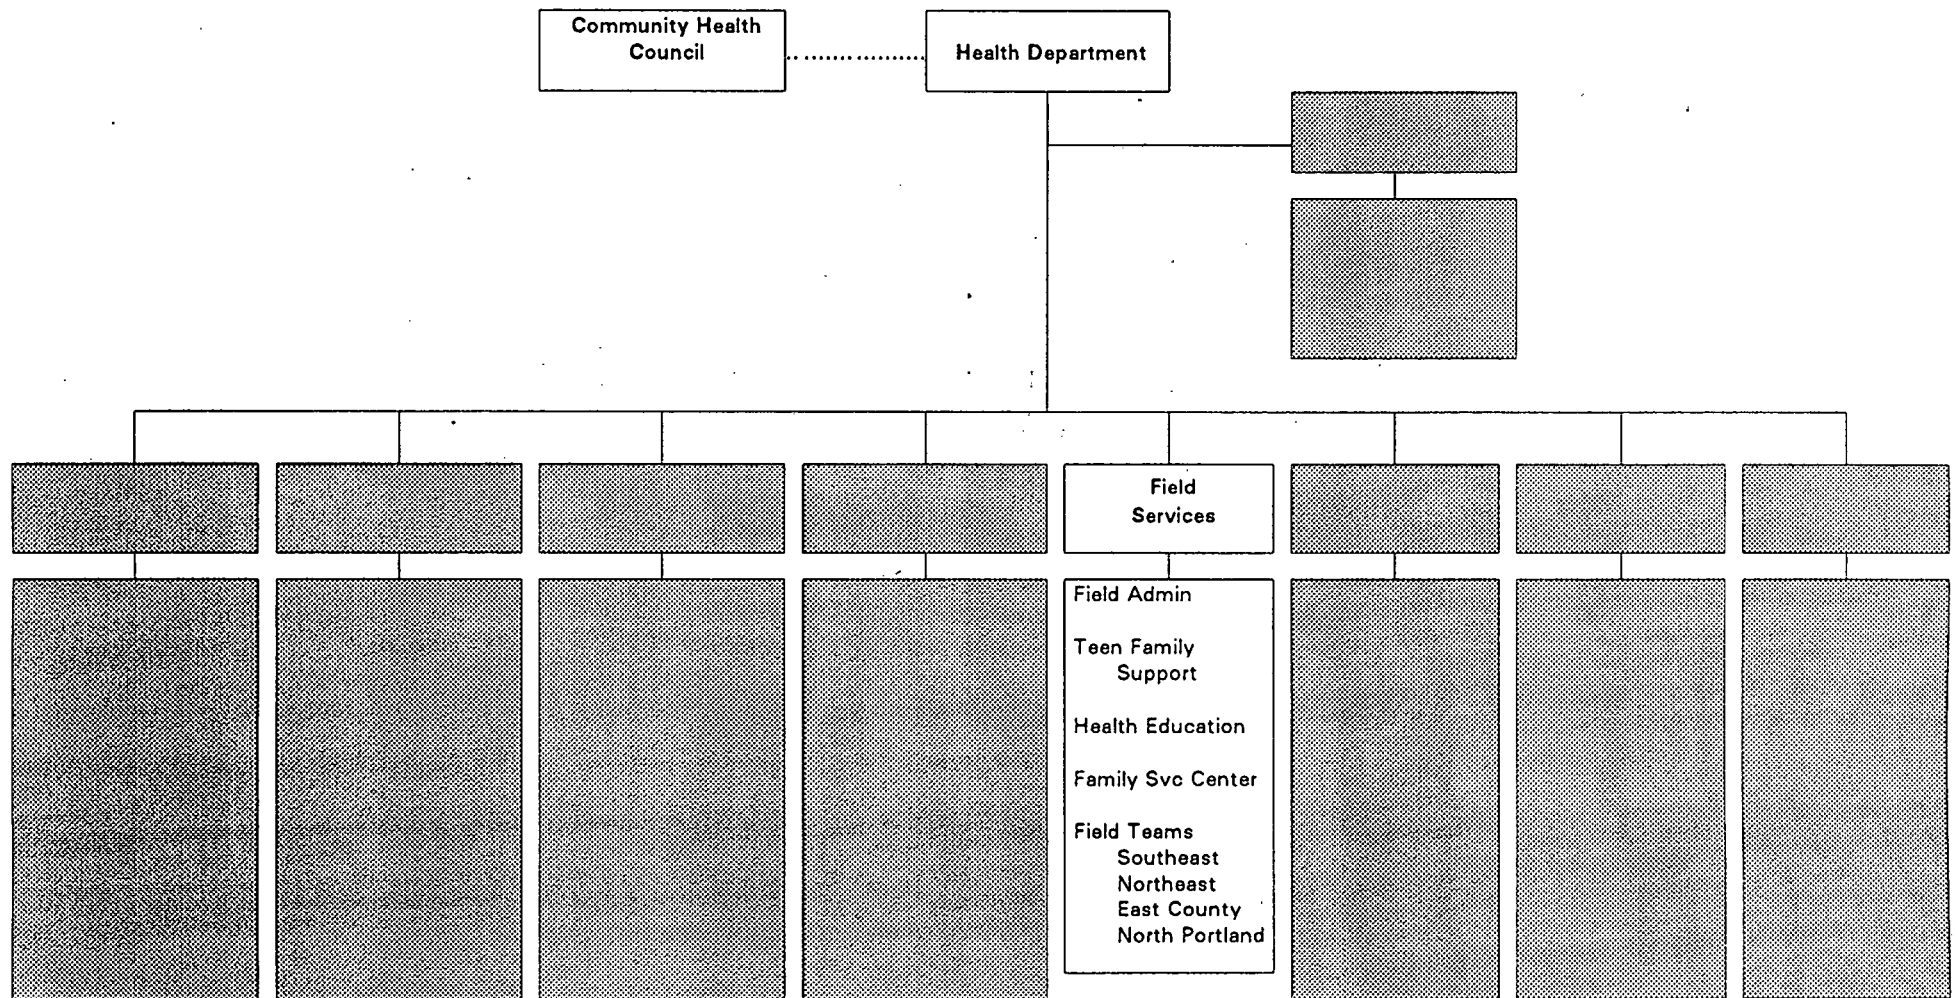 Community Health
Council
Health Department
Field
Services
Field Admin
Teen Family
Support
Health Education
Family Svc Center
Field Teams
Southeast
Northeast
East County
North Portland